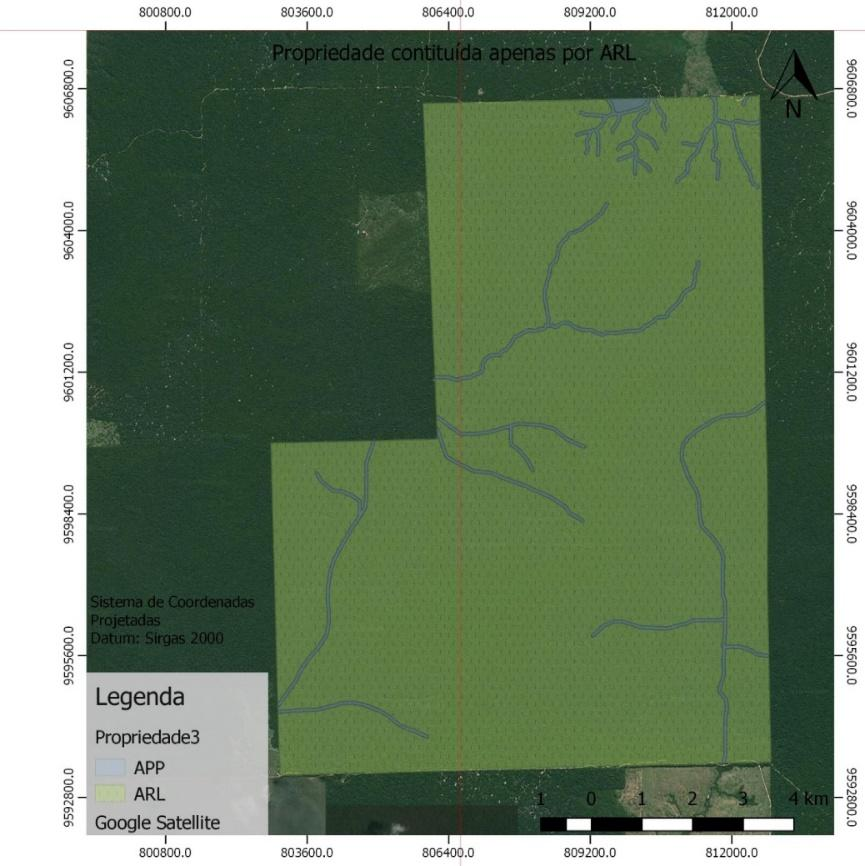 800800.0 803600.0 806400.0 809200.0 812000.0
Propriedade contituída apenas por ARL
N
9606800.0 9606800.0
9604000.0 9604000.0
9601200.0 9601200.0
9598400.0 9598400.0
Sistema de Coordenadas
Projetadas
Datum: Sirgas 2000
9595600.0 9595600.0
Legenda
Propriedade3
APP
ARL
Google Satellite
9592800.0 9592800.0
1 0 1 2 3 4 km
800800.0 803600.0 806400.0 809200.0 812000.0